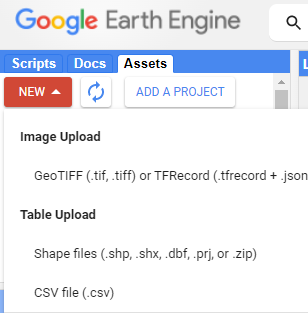 Google Earth Engine
Scripts Docs Assets
NEW ADD A PROJECT
Image Upload
GeoTIFF (.tif, .tiff) or TFRecord (.tfrecord + .json
Table Upload
Shape files (.shp, .shx, .dbf, .prj, or .zip)
CSV file (.csv)